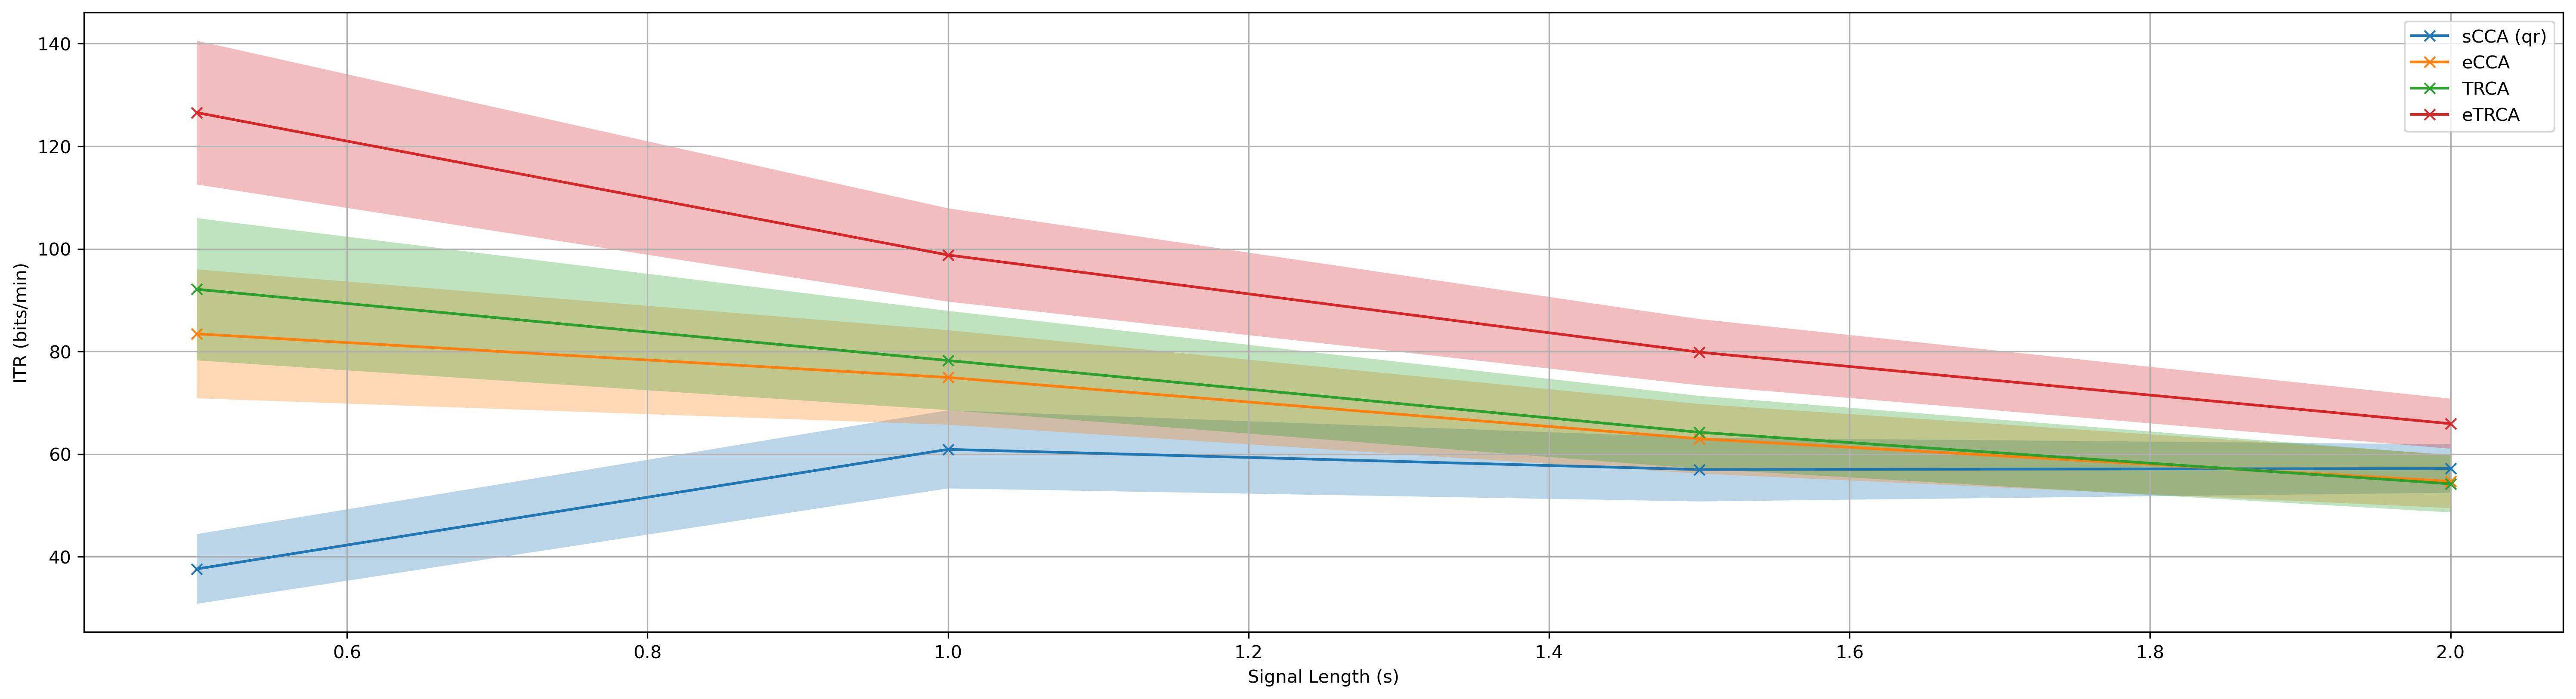 140
120
100
80
60
40
ITR (bits/min)
0.6
0.8
1.0
1.2
1.4
1.6
1.8
2.0
Signal Length (s)
sCCA (qr)
eCCA
TRCA
eTRCA